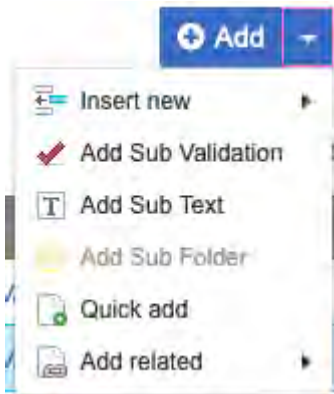 Add
Insert new
Add Sub Validation
T Add Sub Text
Add Sub Folder
Quick add
Add related